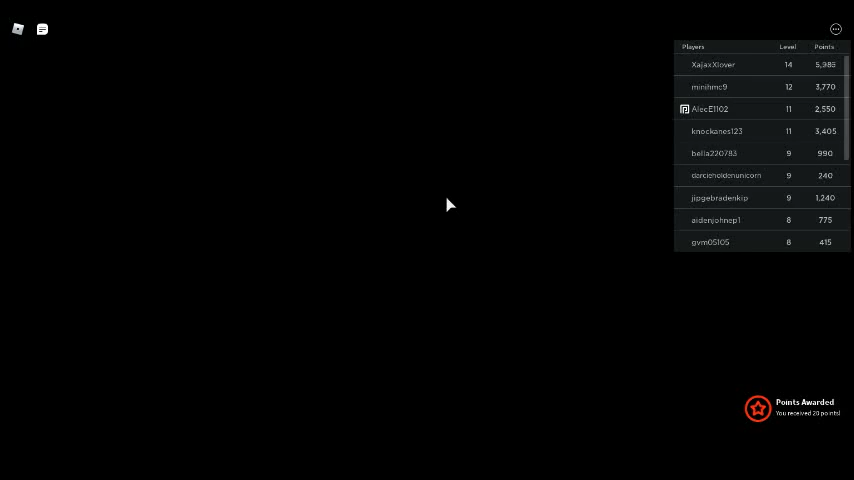 Players Level Points
XajaxXlover 14 5,985
minihmc9 12 3,770
AlecE1102 11 2,550
knockanes123 11 3,405
bella220783 9 990
darcieholdenunicorn 9 240
jipgebradenkip 9 1,240
aidenjohnep1 8 775
gvm05105 8 415
Points Awarded
You received 20 points!